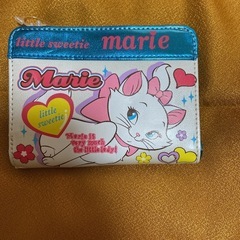 little sweetie marie
Marie
little
sweetie
Marie is
very much
the little lady!